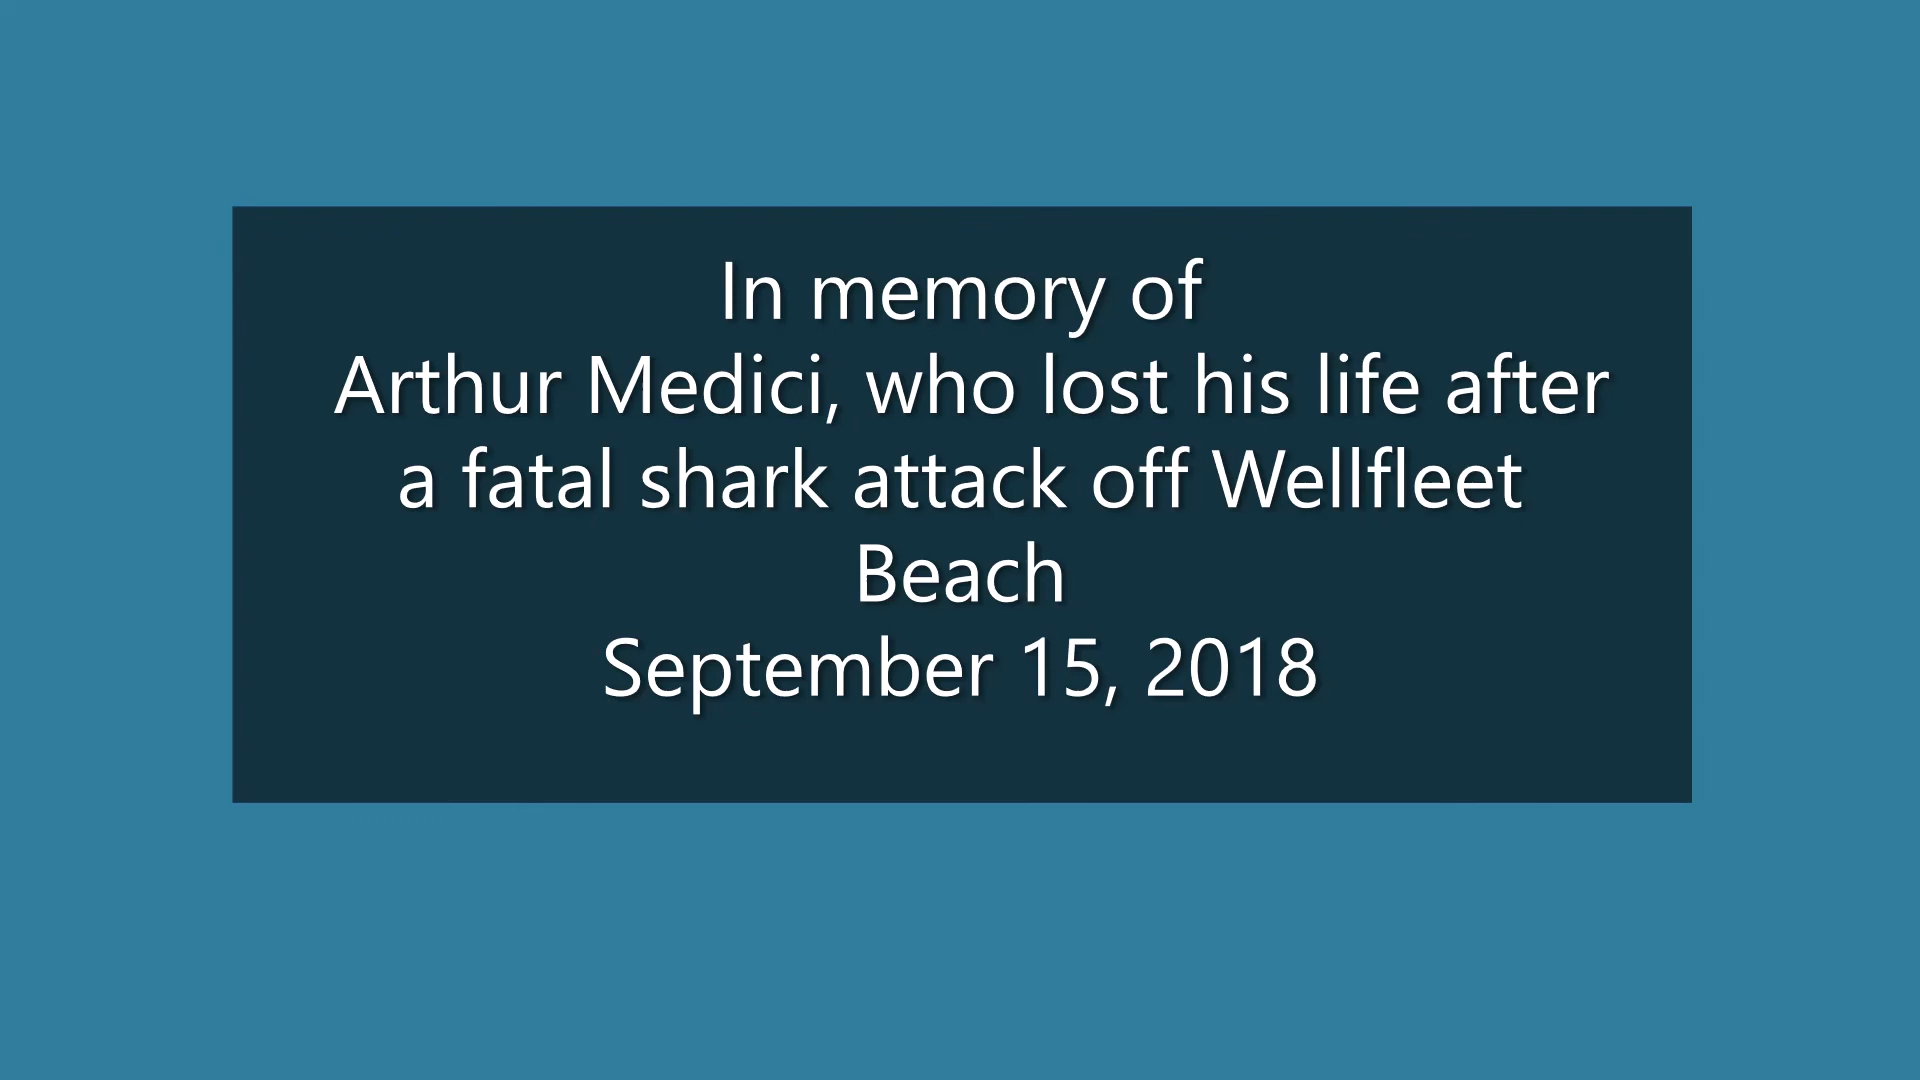 In memory of
Arthur Medici, who lost his life after
a fatal shark attack off Wellfleet
Beach
September 15, 2018